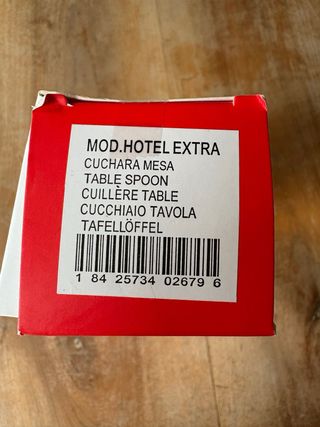 MOD.HOTEL EXTRA
CUCHARA MESA
TABLE SPOON
CUILLÈRE TABLE
CUCCHIAIO TAVOLA
TAFELLÖFFEL
1 84 25734 02679 6